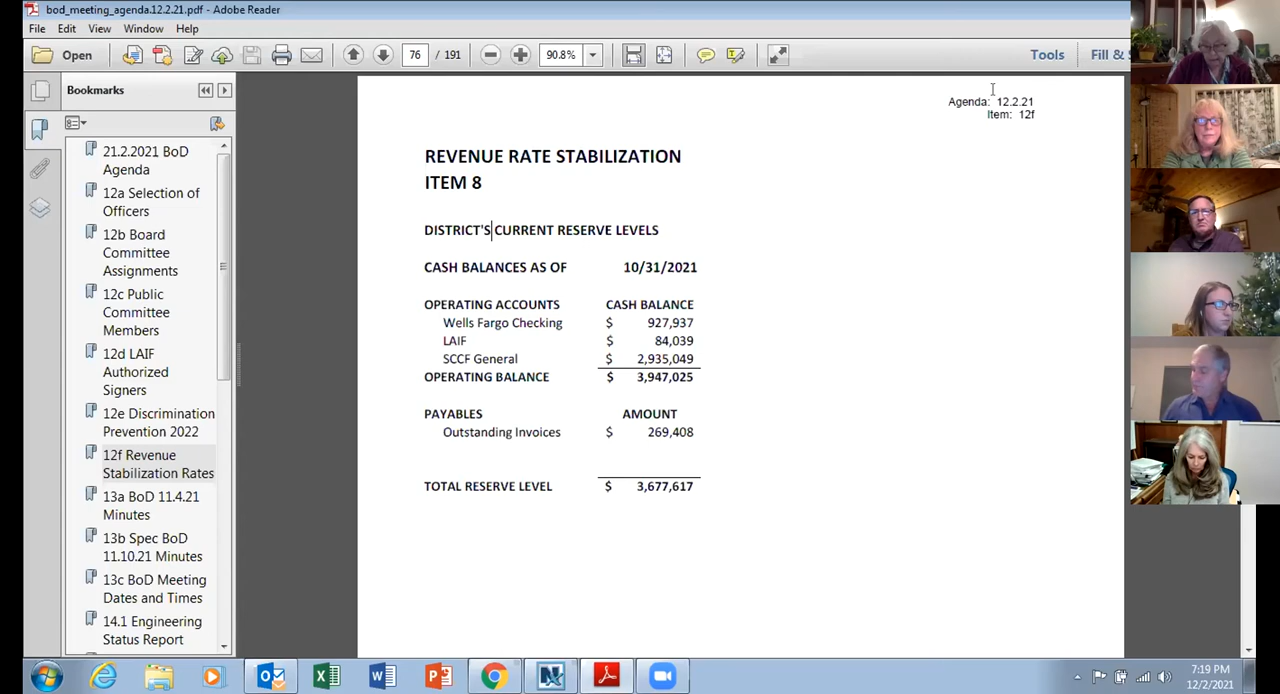 bod_meeting_agenda.12.2.21.pdf - Adobe Reader
File Edit View Window Help
Open
76 / 191
90.8%
Tools
Fill &
Bookmarks
21.2.2021 BoD
Agenda
12a Selection of
Officers
12b Board
Committee
Assignments
12c Public
Committee
Members
12d LAIF
Authorized
Signers
12e Discrimination
Prevention 2022
12f Revenue
Stabilization Rates
13a BoD 11.4.21
Minutes
13b Spec BoD
11.10.21 Minutes
13c BoD Meeting
Dates and Times
14.1 Engineering
Status Report
Agenda: 12.2.21
Item: 12f
REVENUE RATE STABILIZATION
ITEM 8
DISTRICT'S CURRENT RESERVE LEVELS
CASH BALANCES AS OF 10/31/2021
OPERATING ACCOUNTS CASH BALANCE
Wells Fargo Checking $ 927,937
LAIF $ 84,039
SCCF General $ 2,935,049
OPERATING BALANCE $ 3,947,025
PAYABLES AMOUNT
Outstanding Invoices $ 269,408
TOTAL RESERVE LEVEL $ 3,677,617
7:19 PM
12/2/2021